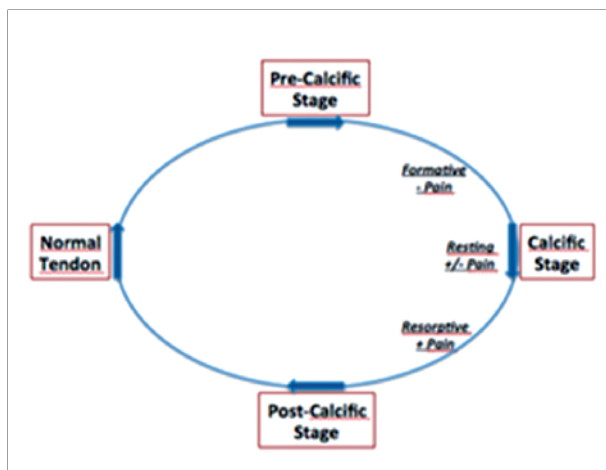 Pre-Calcific
Stage
Formative
- Pain
Normal
Tendon
Resting
+/- Pain
Calcific
Stage
Resorptive
+ Pain
Post-Calcific
Stage